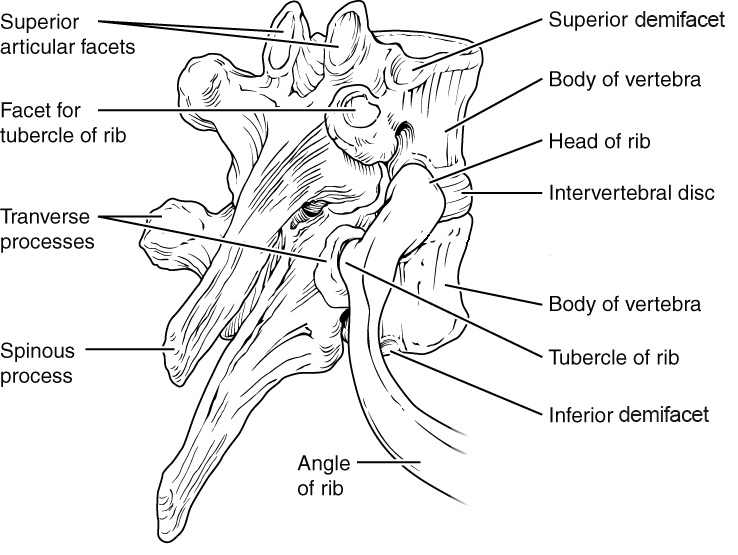 Superior
articular facets
Facet for
tubercle of rib
Tranverse
processes
Spinous
process
Angle
of rib
Superior demifacet
Body of vertebra
Head of rib
Intervertebral disc
Body of vertebra
Tubercle of rib
Inferior demifacet